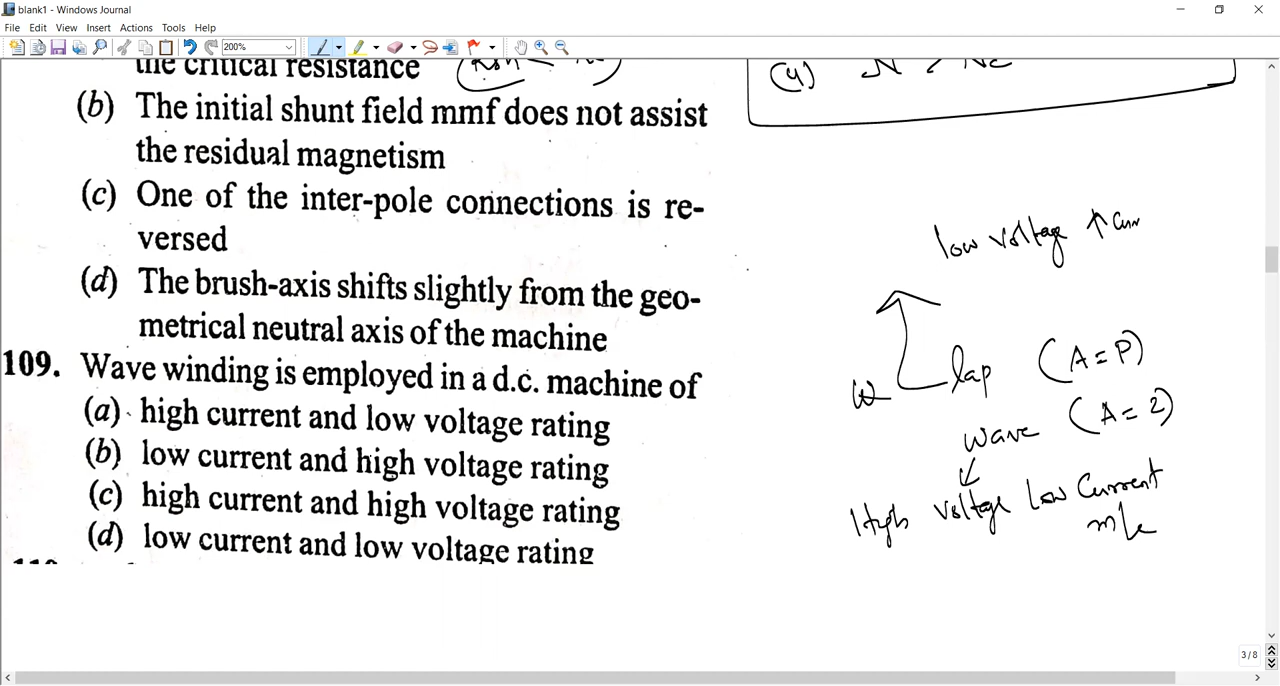 blank1 - Windows Journal
File Edit View Insert Actions Tools Help
200%
the critical resistance
(4) N > Nc
(b) The initial shunt field mmf does not assist
the residual magnetism
(c) One of the inter-pole connections is re-
versed
(d) The brush-axis shifts slightly from the geo-
metrical neutral axis of the machine
109. Wave winding is employed in a d.c. machine of
(a) high current and low voltage rating
(b) low current and high voltage rating
(c) high current and high voltage rating
(d) low current and low voltage rating
low voltage ↑ Curr
W lap (A = P)
wave (A = 2)
High voltage low Current
m/c
3/8